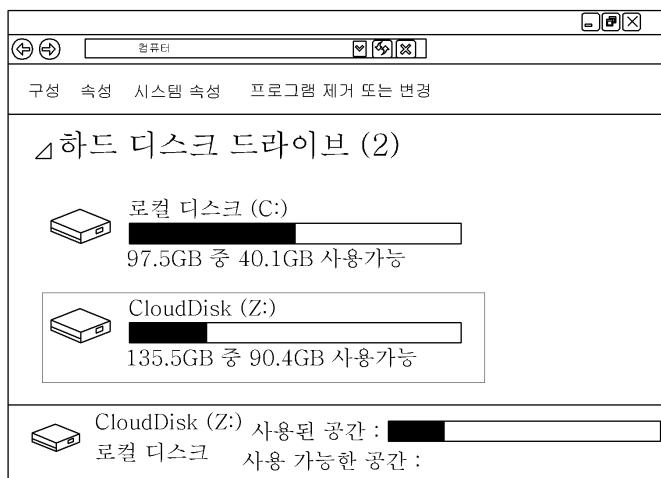 컴퓨터
구성 속성 시스템 속성 프로그램 제거 또는 변경
하드 디스크 드라이브 (2)
로컬 디스크 (C:)
97.5GB 중 40.1GB 사용가능
CloudDisk (Z:)
135.5GB 중 90.4GB 사용가능
CloudDisk (Z:) 사용된 공간 :
로컬 디스크 사용 가능한 공간 :